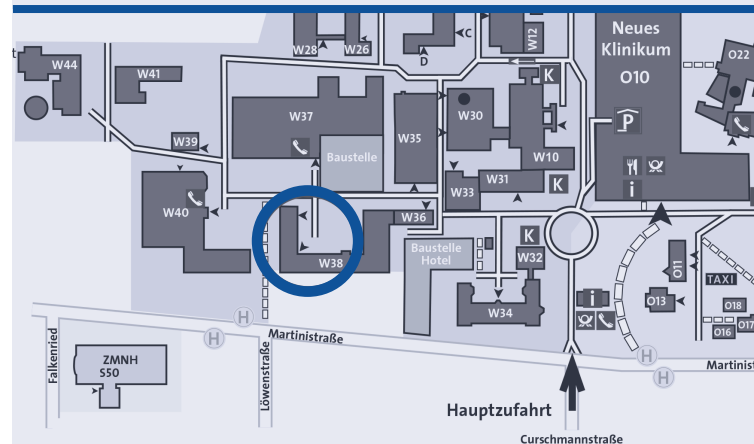 W28
W26
C
D
W12
Neues
Klinikum
O10
O22
t
W44
W41
K
W37
W30
P
W35
W39
Baustelle
W10
W31
K
i
W33
W40
W36
K
Baustelle
Hotel
W32
O11
W38
TAXI
i
O13
O18
W34
O16
O17
H
Martinistraße
H
H
H
Martinist
Falkenried
ZMNH
S50
Löwenstraße
Hauptzufahrt
Curschmannstraße